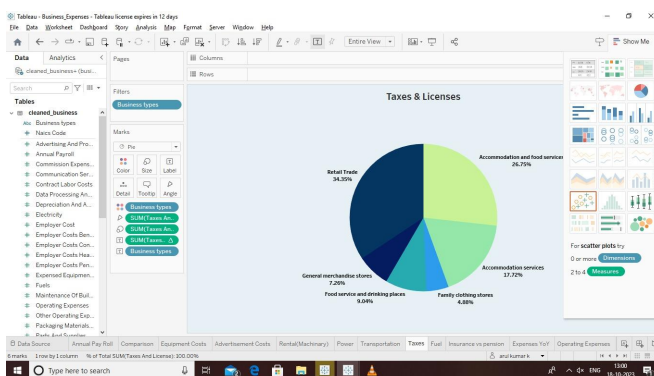 Tableau - Business_Expenses - Tableau license expires in 12 days
File Data Worksheet Dashboard Story Analysis Map Format Server Window Help
Entire View
Show Me
Data Analytics
Pages
Columns
Rows
cleaned_business+ (busi...
Search
Tables
cleaned_business
Abc Business types
Naics Code
Advertising And Pro...
Annual Payroll
Commission Expens...
Communication Ser...
Contract Labor Costs
Data Processing An...
Depreciation And A...
Electricity
Employer Cost
Employer Costs Ben...
Employer Costs Con...
Employer Costs Hea...
Employer Costs Pen...
Expensed Equipmen...
Fuels
Maintenance Of Buil...
Operating Expenses
Other Operating Exp...
Packaging Materials...
Parts And Supplies
Filters
Business types
Marks
Pie
Color Size Label
Detail Tooltip Angle
Business types
SUM(Taxes An..
SUM(Taxes An..
SUM(Taxes..
Business types
Taxes & Licenses
Accommodation and food services
26.75%
Retail Trade
34.35%
Accommodation services
17.72%
General merchandise stores
7.26%
Food service and drinking places
9.04%
Family clothing stores
4.88%
For scatter plots try
0 or more Dimensions
2 to 4 Measures
Data Source Annual Pay Roll Comparison Equipment Costs Advertisement Costs Rental(Machinary) Power Transportation Taxes Fuel Insurance vs pension Expenses YoY Operating Expenses
6 marks 1 row by 1 column % of Total SUM(Taxes And License): 100.00%
arul kumar k
Type here to search
ENG
13:00
18-10-2023